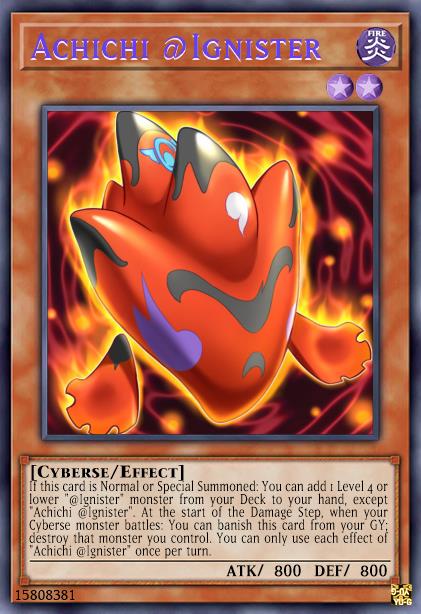 Achichi @Ignister
FIRE
炎
[Cyberse/Effect]
If this card is Normal or Special Summoned: You can add 1 Level 4 or
lower "@Ignister" monster from your Deck to your hand, except
"Achichi @Ignister". At the start of the Damage Step, when your
Cyberse monster battles: You can banish this card from your GY;
destroy that monster you control. You can only use each effect of
"Achichi @Ignister" once per turn.
ATK/ 800 DEF/ 800
15808381